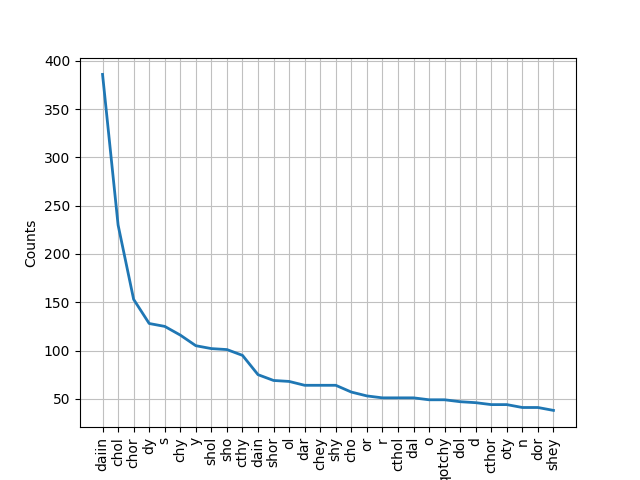 400
350
300
250
200
150
100
50
Counts
daiin
chol
chor
dy
s
chy
y
shol
sho
cthy
dain
shor
ol
dar
chey
shy
cho
or
r
cthol
dal
o
dol
d
cthor
oty
n
dor
shey